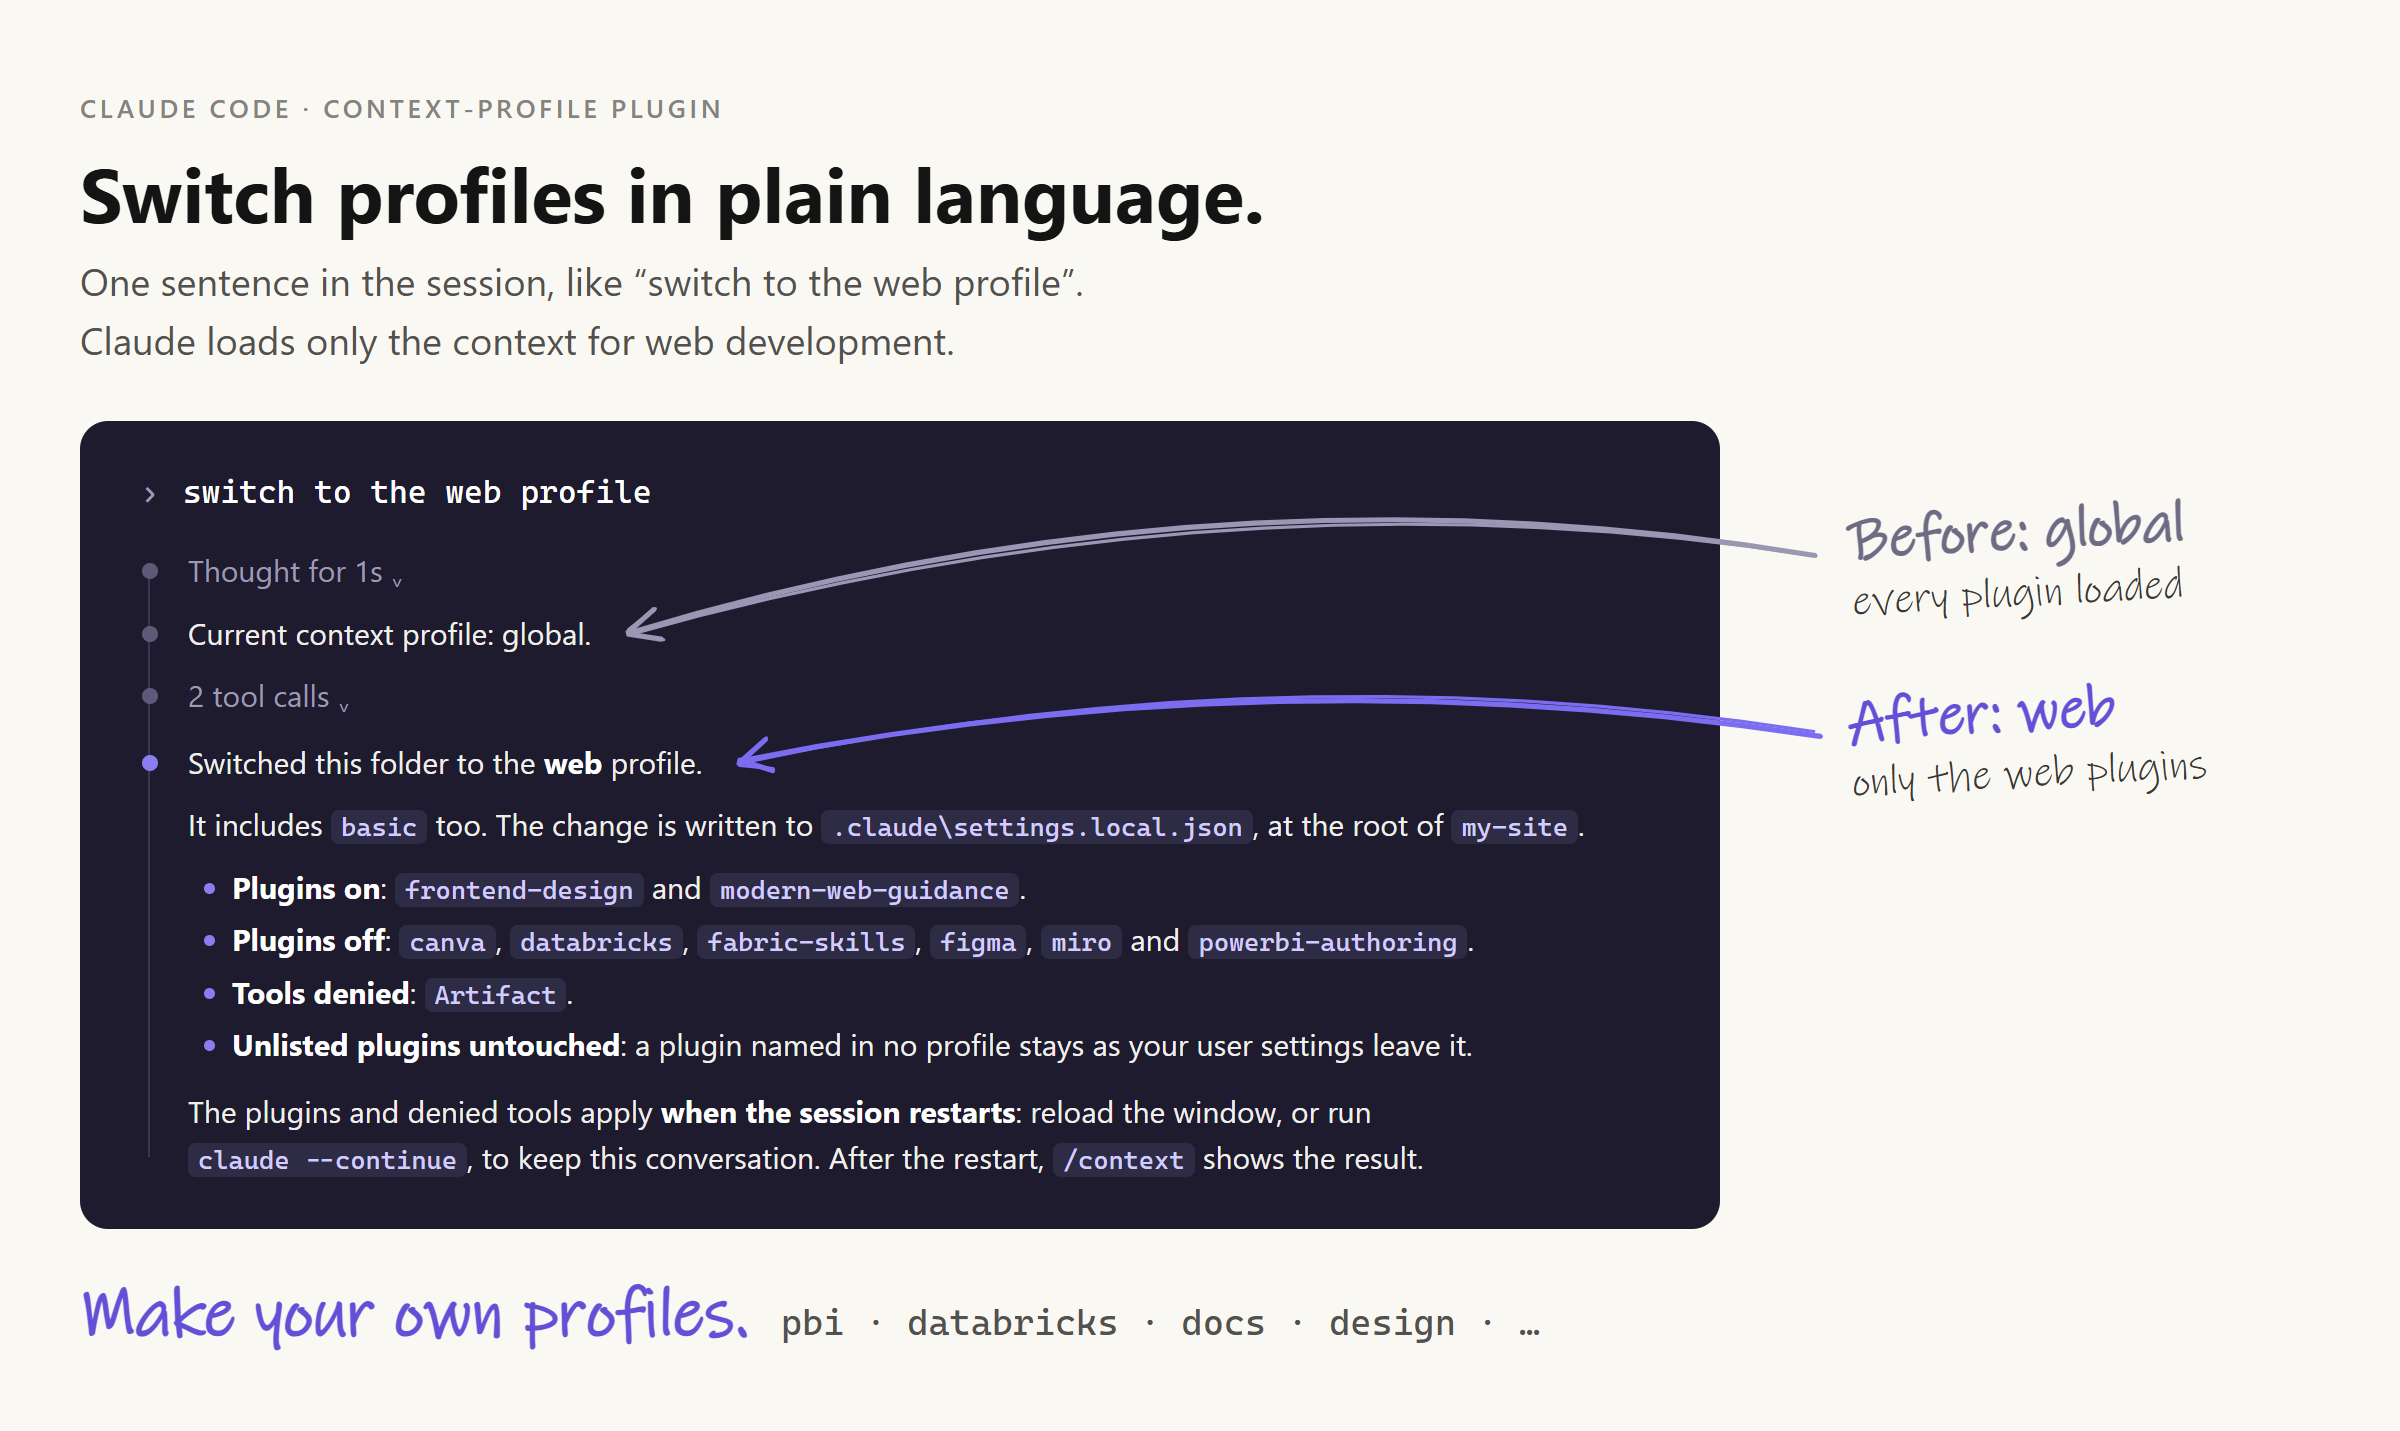 CLAUDE CODE · CONTEXT-PROFILE PLUGIN
Switch profiles in plain language.
One sentence in the session, like “switch to the web profile”.
Claude loads only the context for web development.
› switch to the web profile
Thought for 1s ˅
Current context profile: global.
2 tool calls ˅
Switched this folder to the web profile.
It includes basic too. The change is written to .claude\settings.local.json, at the root of my-site.
• Plugins on: frontend-design and modern-web-guidance.
• Plugins off: canva, databricks, fabric-skills, figma, miro and powerbi-authoring.
• Tools denied: Artifact.
• Unlisted plugins untouched: a plugin named in no profile stays as your user settings leave it.
The plugins and denied tools apply when the session restarts: reload the window, or run
claude --continue, to keep this conversation. After the restart, /context shows the result.
Before: global
every plugin loaded
After: web
only the web plugins
Make your own profiles. pbi · databricks · docs · design · …